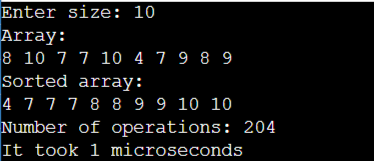 Enter size: 10
Array:
8 10 7 7 10 4 7 9 8 9
Sorted array:
4 7 7 7 8 8 9 9 10 10
Number of operations: 204
It took 1 microseconds